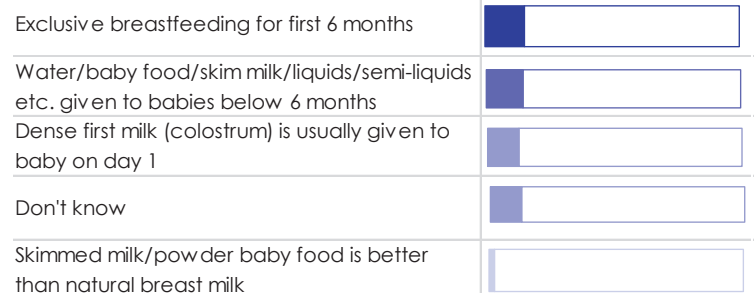 Exclusive breastfeeding for first 6 months
Water/baby food/skim milk/liquids/semi-liquids
etc. given to babies below 6 months
Dense first milk (colostrum) is usually given to
baby on day 1
Don't know
Skimmed milk/powder baby food is better
than natural breast milk